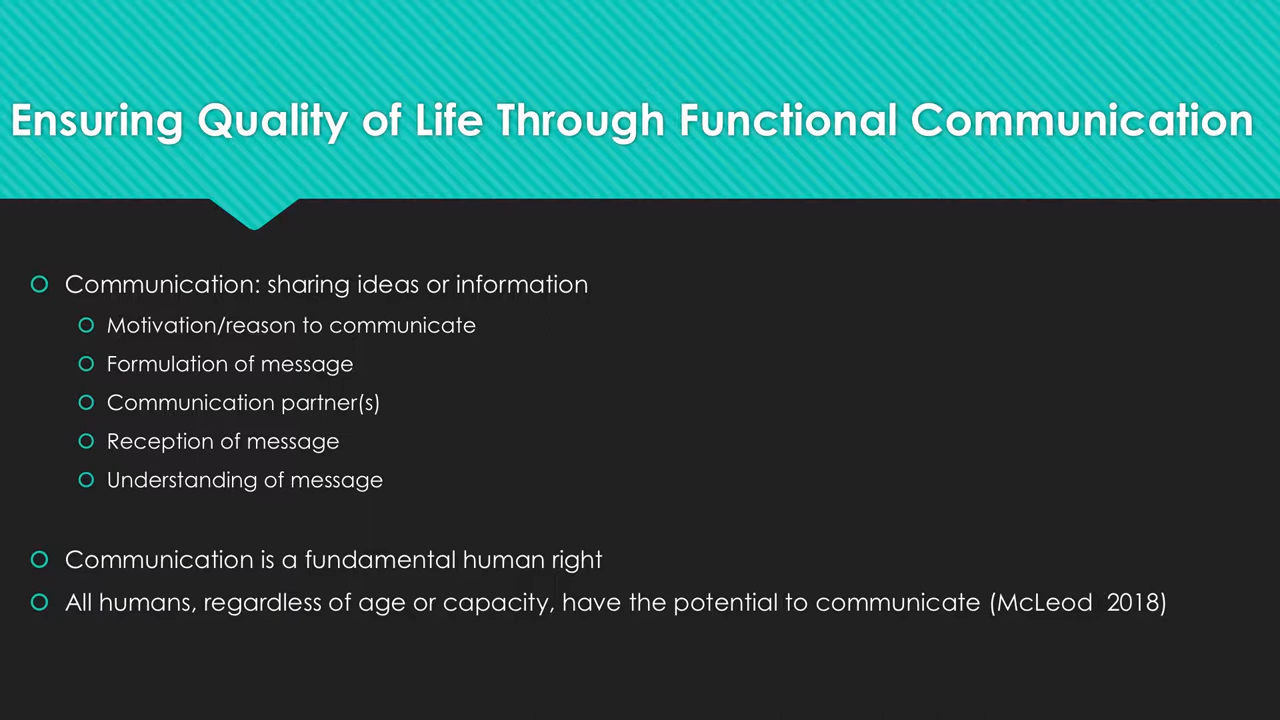 Ensuring Quality of Life Through Functional Communication
Communication: sharing ideas or information
Motivation/reason to communicate
Formulation of message
Communication partner(s)
Reception of message
Understanding of message
Communication is a fundamental human right
All humans, regardless of age or capacity, have the potential to communicate (McLeod  2018)